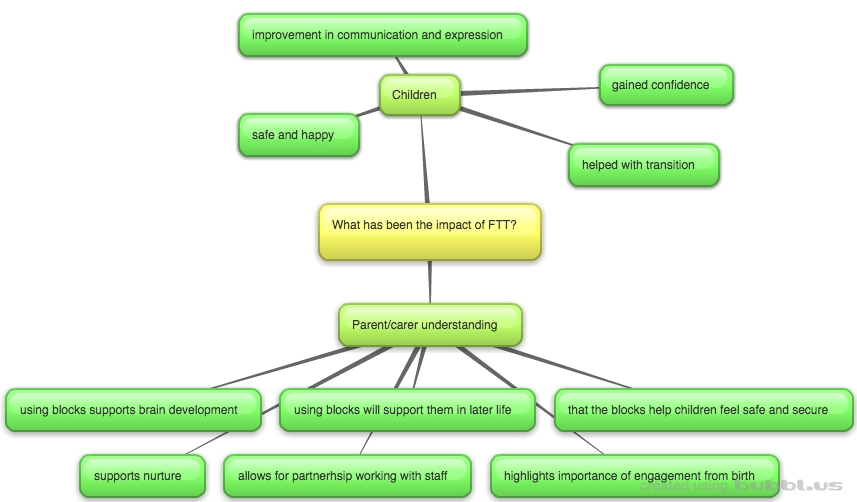 improvement in communication and expression
Children
gained confidence
safe and happy
helped with transition
What has been the impact of FTT?
Parent/carer understanding
using blocks supports brain development
using blocks will support them in later life
that the blocks help children feel safe and secure
supports nurture
allows for partnerhsip working with staff
highlights importance of engagement from birth
created using bubbl.us